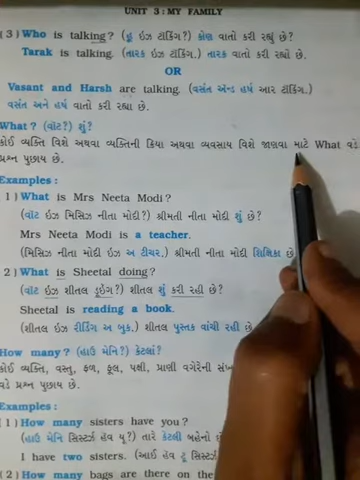 UNIT 3 : MY FAMILY
(3) Who is talking? (હૂ ઇઝ ટૉકિંગ?) કોણ વાતો કરી રહ્યું છે?
Tarak is talking. (તારક ઇઝ ટૉકિંગ.) તારક વાતો કરી રહ્યો છે.
OR
Vasant and Harsh are talking. (વસંત ઍન્ડ હર્ષ આર ટૉકિંગ.)
વસંત અને હર્ષ વાતો કરી રહ્યા છે.
What? (વૉટ?) શું?
કોઈ વ્યક્તિ વિશે અથવા વ્યક્તિની ક્રિયા અથવા વ્યવસાય વિશે જાણવા માટે What વડે
પ્રશ્ન પુછાય છે.
Examples :
1) What is Mrs Neeta Modi?
(વૉટ ઇઝ મિસિઝ નીતા મોદી?) શ્રીમતી નીતા મોદી શું છે?
Mrs Neeta Modi is a teacher.
(મિસિઝ નીતા મોદી ઇઝ અ ટીચર.) શ્રીમતી નીતા મોદી શિક્ષિકા છે
2) What is Sheetal doing?
(વૉટ ઇઝ શીતલ ડૂઇંગ?) શીતલ શું કરી રહી છે?
Sheetal is reading a book.
(શીતલ ઇઝ રીડિંગ અ બુક.) શીતલ પુસ્તક વાંચી રહી છે
How many? (હાઉ મેનિ?) કેટલાં?
કોઈ વ્યક્તિ, વસ્તુ, ફળ, ફૂલ, પક્ષી, પ્રાણી વગેરેની
વડે પ્રશ્ન પુછાય છે.
Examples :
(1) How many sisters have you?
(હાઉ મેનિ સિસ્ટર્ઝ હૅવ યૂ?) તારે કેટલી બહેનો
I have two sisters. (આઈ હૅવ ટૂ સિસ્ટર્ઝ
(2) How many bags are there on the